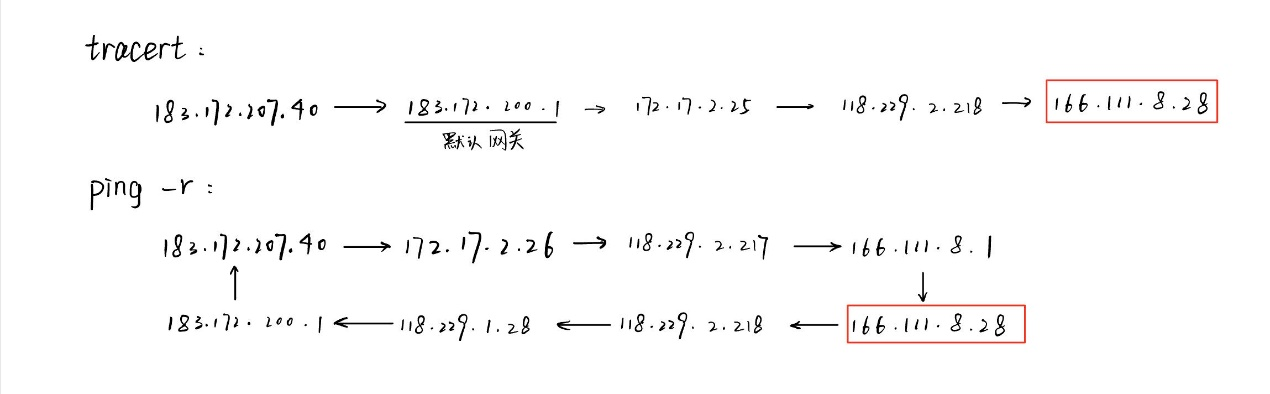 tracert:
183.172.207.40 → 183.172.200.1 → 172.17.2.25 → 118.229.2.218 → 166.111.8.28
默认网关
ping -r:
183.172.207.40 → 172.17.2.26 → 118.229.2.217 → 166.111.8.1
183.172.200.1 ← 118.229.1.28 ← 118.229.2.218 ← 166.111.8.28